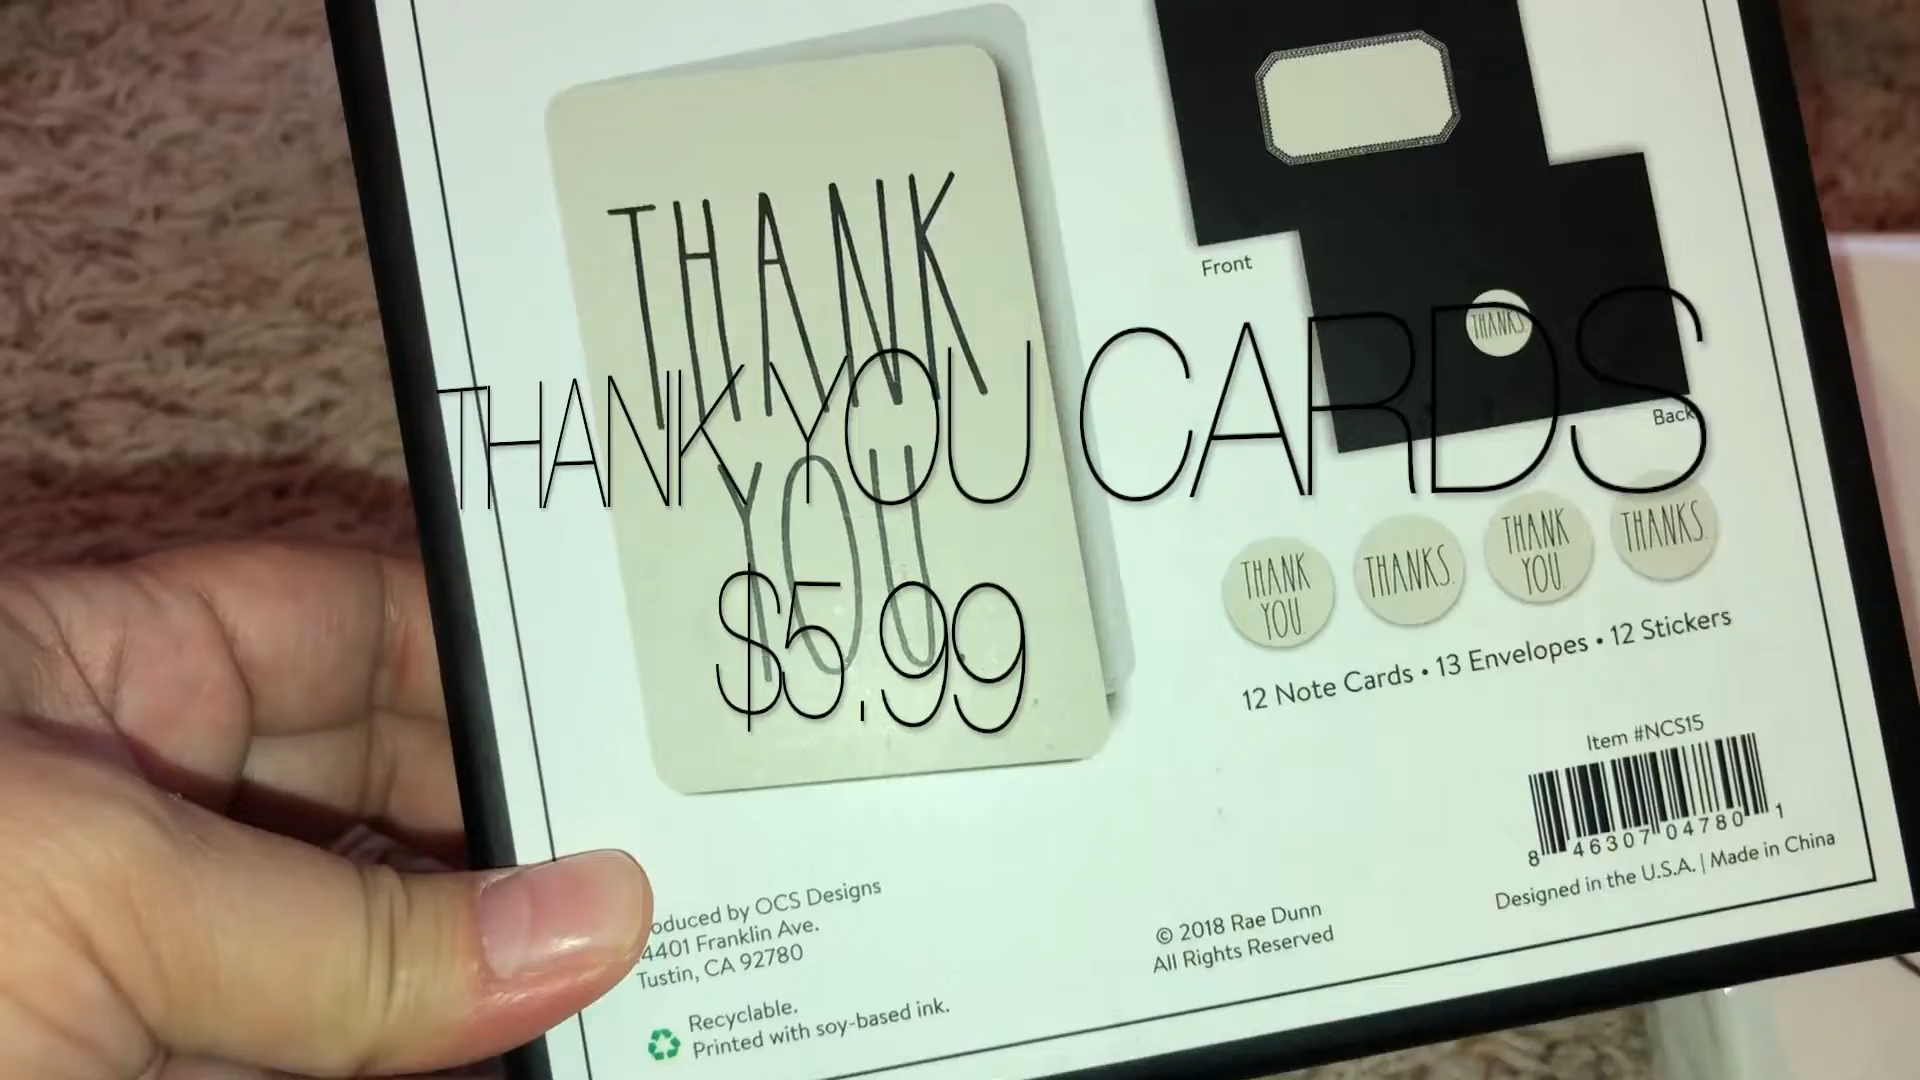 THANK
YOU
THANK YOU CARDS
$5.99
Front
THANKS.
Back
THANK
YOU.
THANKS.
THANK
YOU.
THANKS.
12 Note Cards • 13 Envelopes • 12 Stickers
Item #NCS15
8 46307 04780 1
Designed in the U.S.A. | Made in China
oduced by OCS Designs
4401 Franklin Ave.
Tustin, CA 92780
© 2018 Rae Dunn
All Rights Reserved
Recyclable.
Printed with soy-based ink.